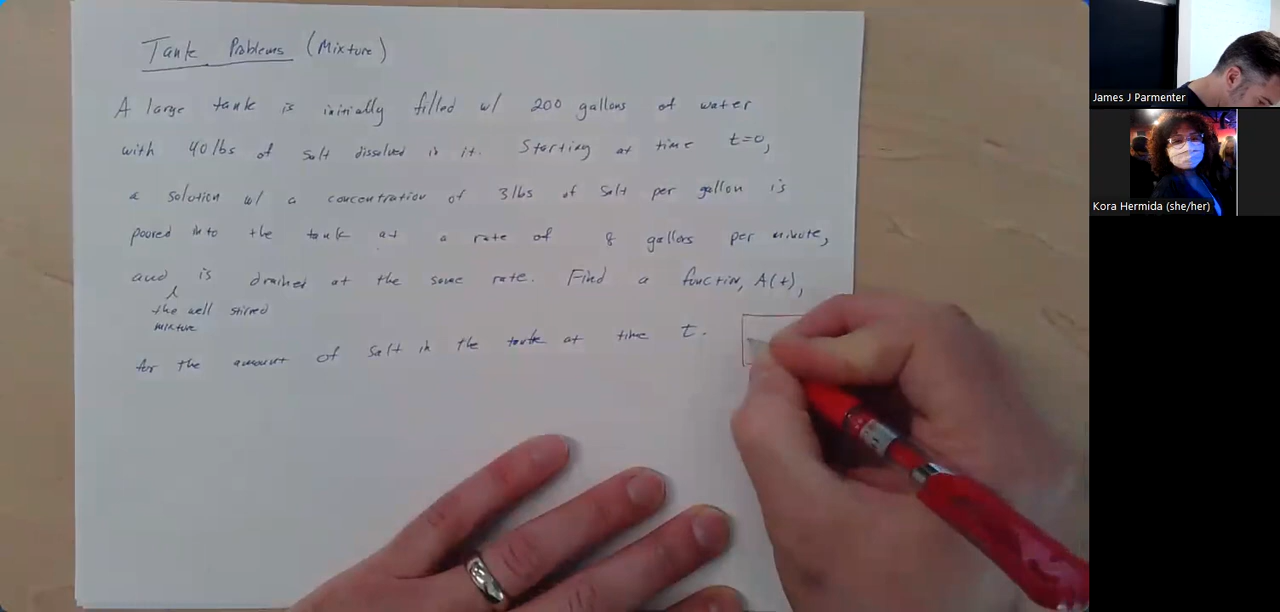 Tank Problems (Mixture)
A large tank is initially filled w/ 200 gallons of water
with 40 lbs of salt dissolved in it. Starting at time t=0,
a solution w/ a concentration of 3 lbs of salt per gallon is
poured into the tank at a rate of 8 gallons per minute,
and is drained at the same rate. Find a function, A(t),
the well stirred
mixture
for the amount of salt in the tank at time t.
James J Parmenter
Kora Hermida (she/her)